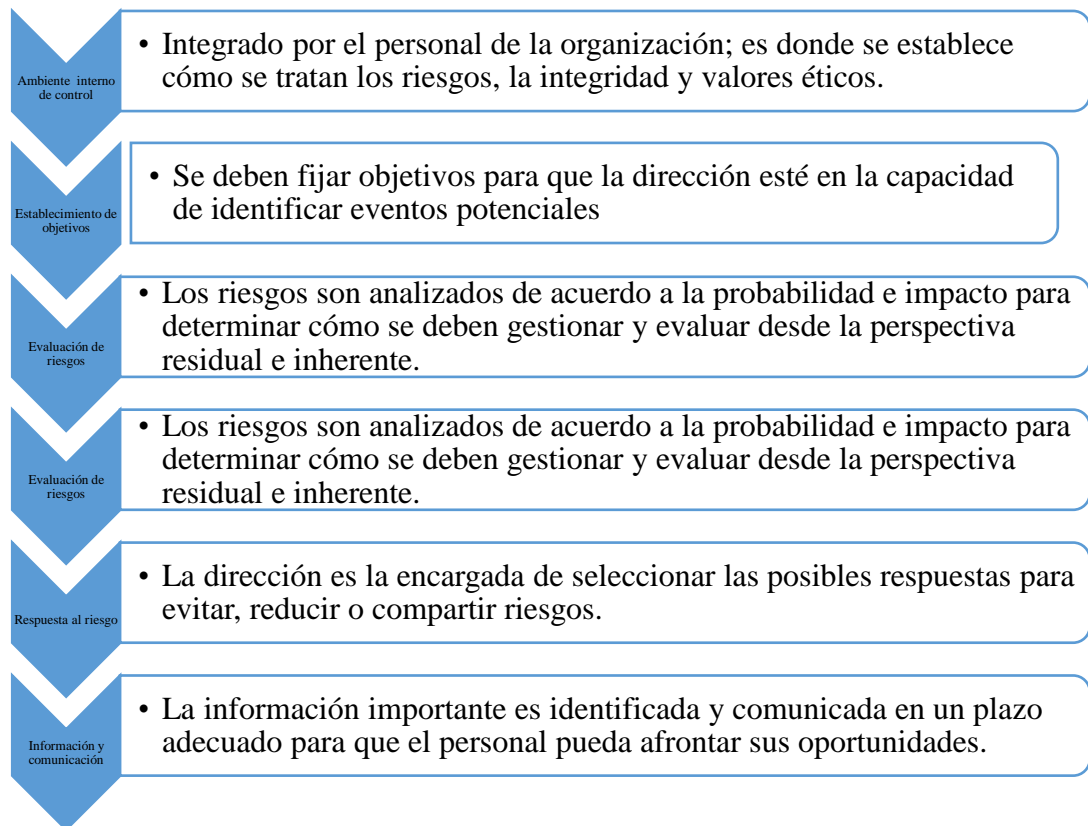 Ambiente interno
de control
• Integrado por el personal de la organización; es donde se establece
cómo se tratan los riesgos, la integridad y valores éticos.
Establecimiento de
objetivos
• Se deben fijar objetivos para que la dirección esté en la capacidad
de identificar eventos potenciales
Evaluación de
riesgos
• Los riesgos son analizados de acuerdo a la probabilidad e impacto para
determinar cómo se deben gestionar y evaluar desde la perspectiva
residual e inherente.
Evaluación de
riesgos
• Los riesgos son analizados de acuerdo a la probabilidad e impacto para
determinar cómo se deben gestionar y evaluar desde la perspectiva
residual e inherente.
Respuesta al riesgo
• La dirección es la encargada de seleccionar las posibles respuestas para
evitar, reducir o compartir riesgos.
Información y
comunicación
• La información importante es identificada y comunicada en un plazo
adecuado para que el personal pueda afrontar sus oportunidades.